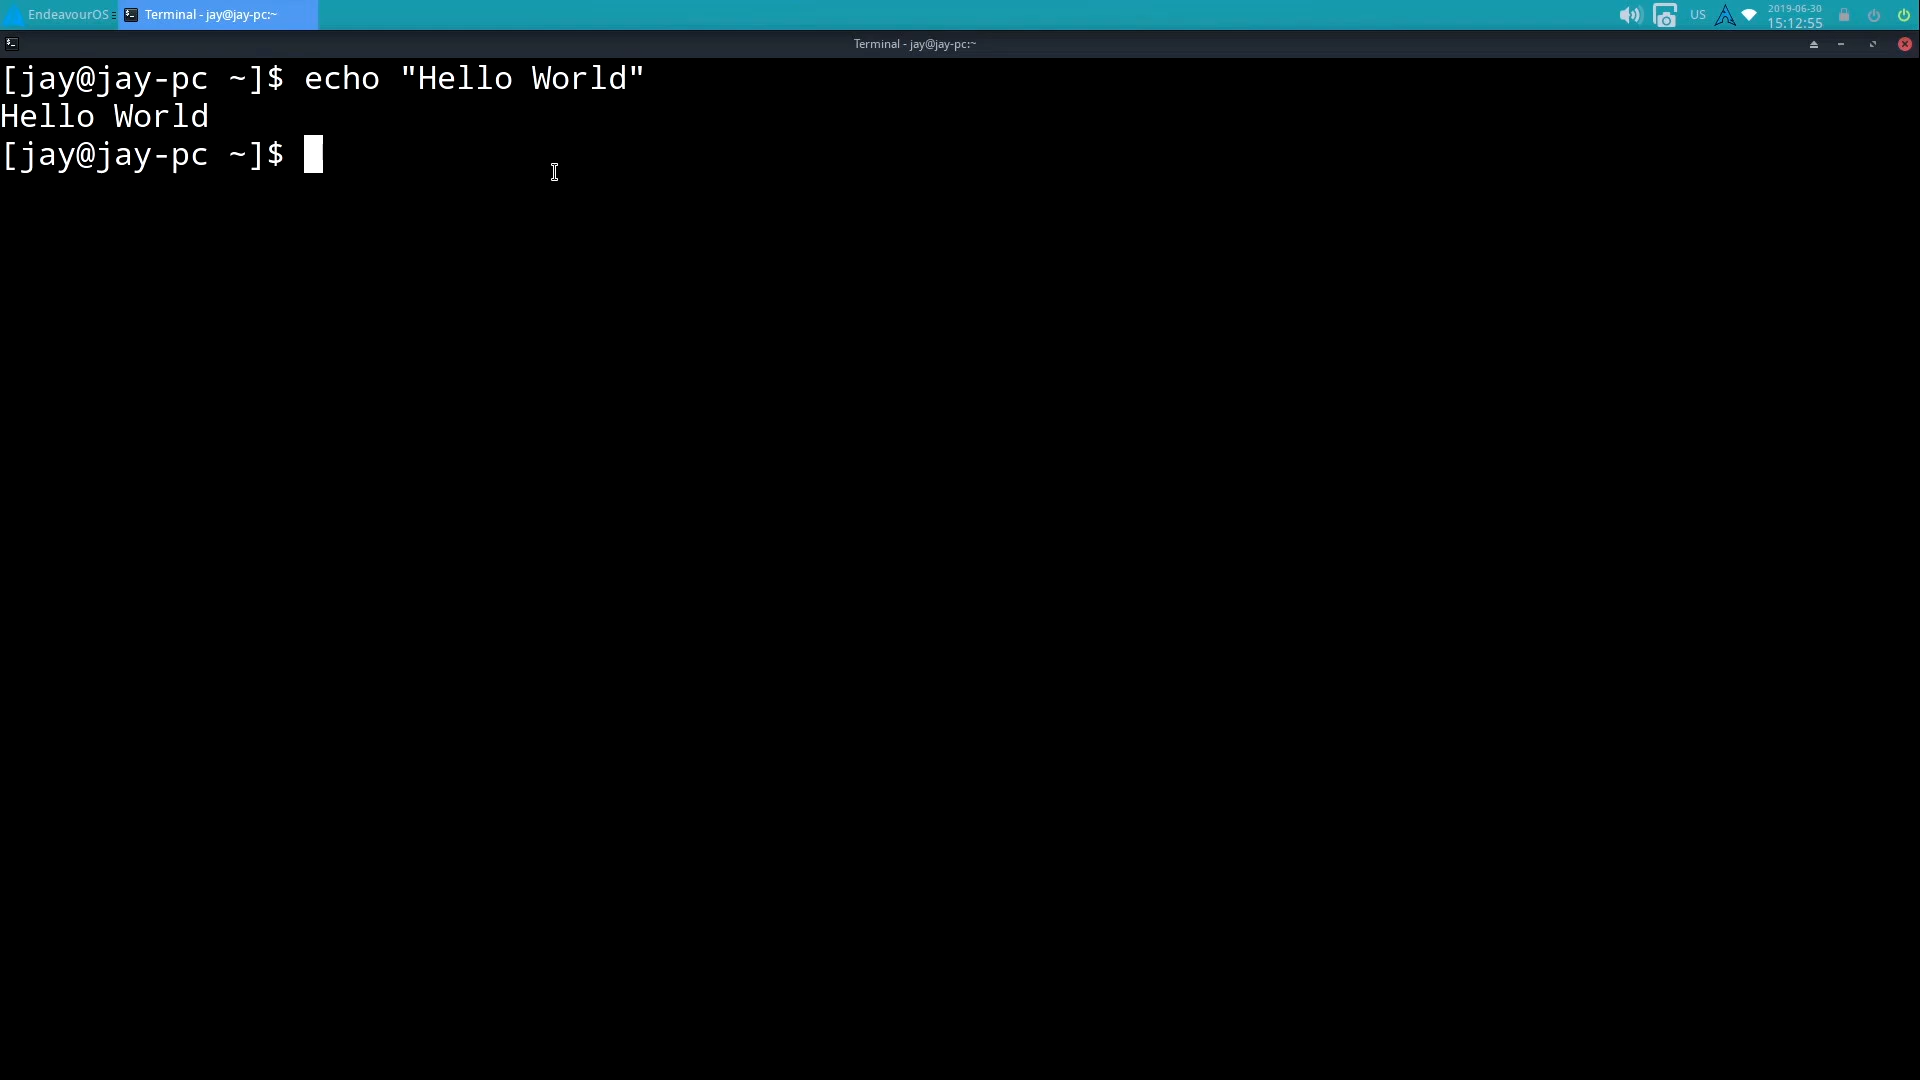 EndeavourOS
Terminal - jay@jay-pc:~
US
2019-06-30
15:12:55
Terminal - jay@jay-pc:~
[jay@jay-pc ~]$ echo "Hello World"
Hello World
[jay@jay-pc ~]$